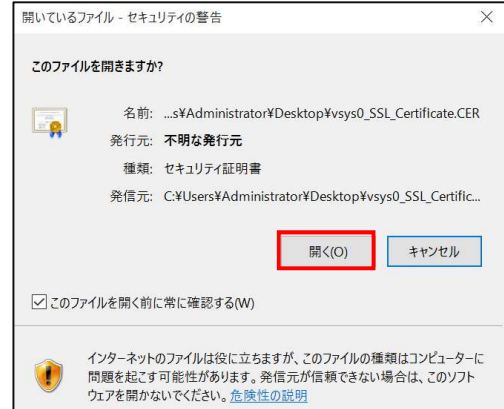 開いているファイル - セキュリティの警告
このファイルを開きますか?
名前: ...s¥Administrator¥Desktop¥vsys0_SSL_Certificate.CER
発行元: 不明な発行元
種類: セキュリティ証明書
発信元: C:¥Users¥Administrator¥Desktop¥vsys0_SSL_Certific...
開く(O) キャンセル
このファイルを開く前に常に確認する(W)
インターネットのファイルは役に立ちますが、このファイルの種類はコンピューターに
問題を起こす可能性があります。発信元が信頼できない場合は、このソフト
ウェアを開かないでください。危険性の説明